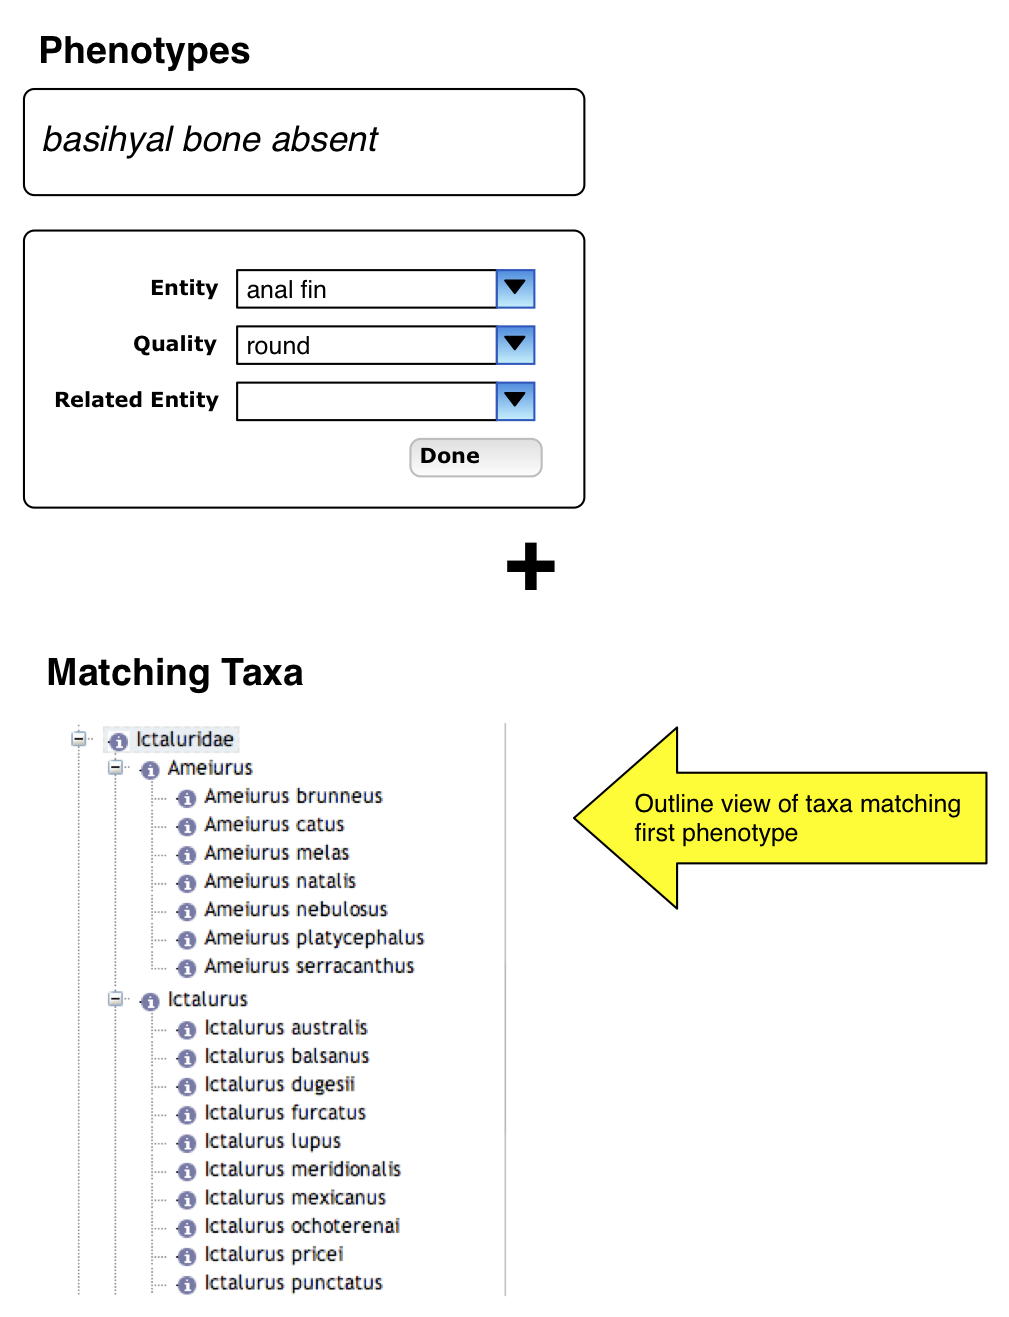 Phenotypes
basihyal bone absent
Entity anal fin
Quality round
Related Entity
Done
+
Matching Taxa
Ictaluridae
Ameiurus
Ameiurus brunneus
Ameiurus catus
Ameiurus melas
Ameiurus natalis
Ameiurus nebulosus
Ameiurus platycephalus
Ameiurus serracanthus
Ictalurus
Ictalurus australis
Ictalurus balsanus
Ictalurus dugesii
Ictalurus furcatus
Ictalurus lupus
Ictalurus meridionalis
Ictalurus mexicanus
Ictalurus ochoterenai
Ictalurus pricei
Ictalurus punctatus
Outline view of taxa matching
first phenotype